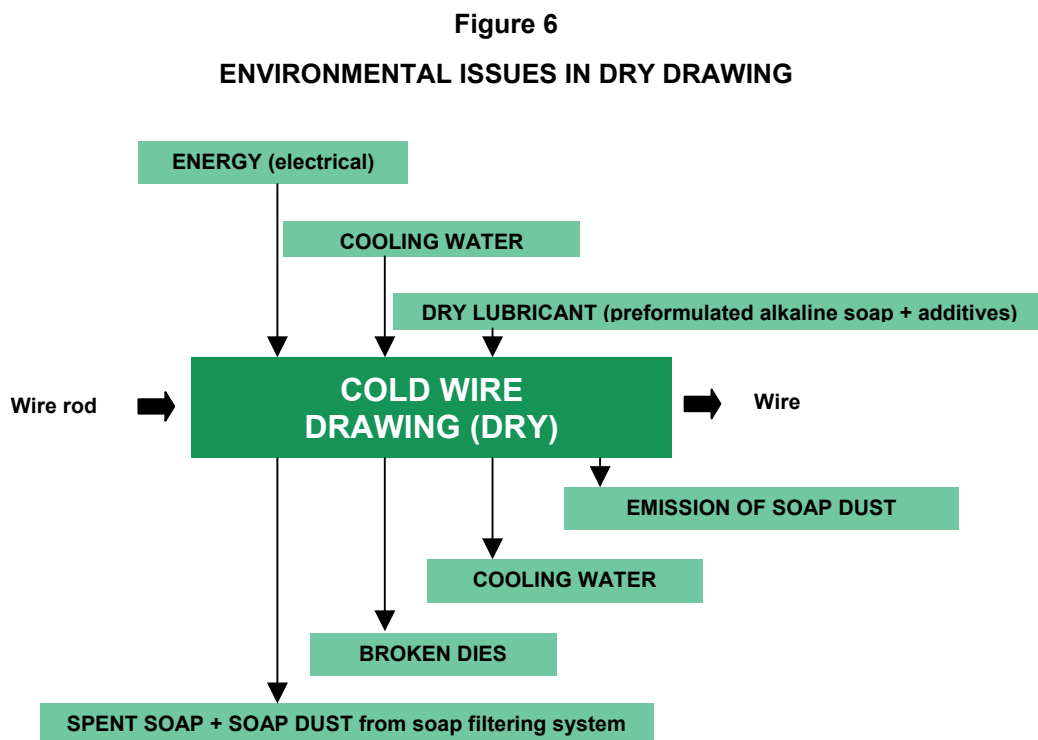 Figure 6
ENVIRONMENTAL ISSUES IN DRY DRAWING
ENERGY (electrical)
COOLING WATER
DRY LUBRICANT (preformulated alkaline soap + additives)
Wire rod
COLD WIRE
DRAWING (DRY)
Wire
EMISSION OF SOAP DUST
COOLING WATER
BROKEN DIES
SPENT SOAP + SOAP DUST from soap filtering system